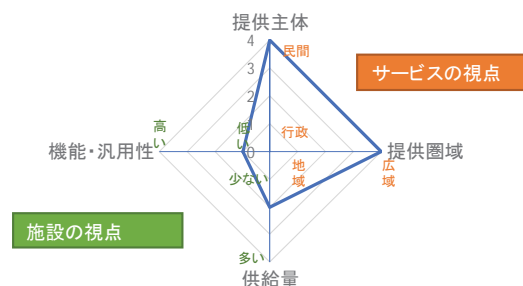 提供主体
4
民間
3
サービスの視点
2
高い
低い
行政
機能・汎用性
0
提供圏域
少ない
地域
広域
施設の視点
多い
供給量